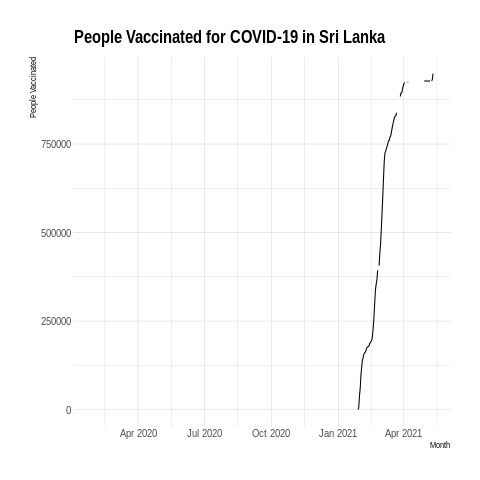 People Vaccinated for COVID-19 in Sri Lanka
People Vaccinated
750000
500000
250000
0
Apr 2020 Jul 2020 Oct 2020 Jan 2021 Apr 2021
Month